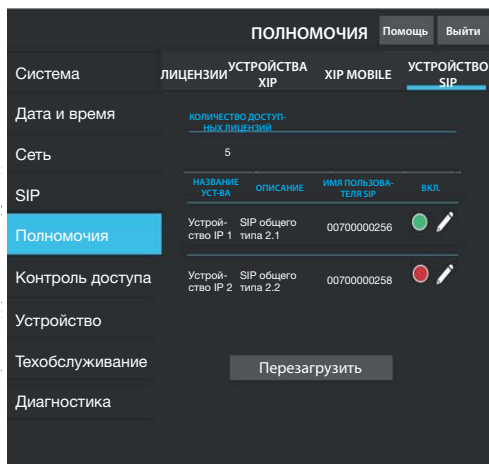 ПОЛНОМОЧИЯ
Помощь
Выйти
Система
Дата и время
Сеть
SIP
Полномочия
Контроль доступа
Устройство
Техобслуживание
Диагностика
ЛИЦЕНЗИИ
УСТРОЙСТВА
XIP
XIP MOBILE
УСТРОЙСТВО
SIP
КОЛИЧЕСТВО ДОСТУП-
НЫХ ЛИЦЕНЗИЙ
5
НАЗВАНИЕ
УСТ-ВА
ОПИСАНИЕ
ИМЯ ПОЛЬЗОВА-
ТЕЛЯ SIP
ВКЛ.
Устрой-
ство IP 1
SIP общего
типа 2.1
00700000256
Устрой-
ство IP 2
SIP общего
типа 2.2
00700000258
Перезагрузить